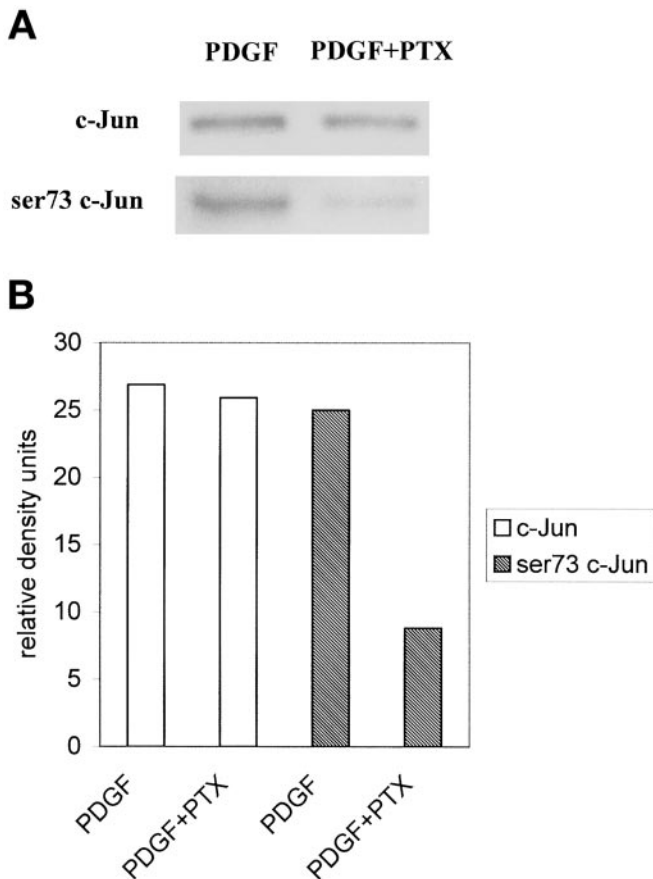 A
PDGF PDGF+PTX
c-Jun
ser73 c-Jun
B
30
25
20
15
10
5
0
relative density units
PDGF
PDGF+PTX
PDGF
PDGF+PTX
c-Jun
ser73 c-Jun